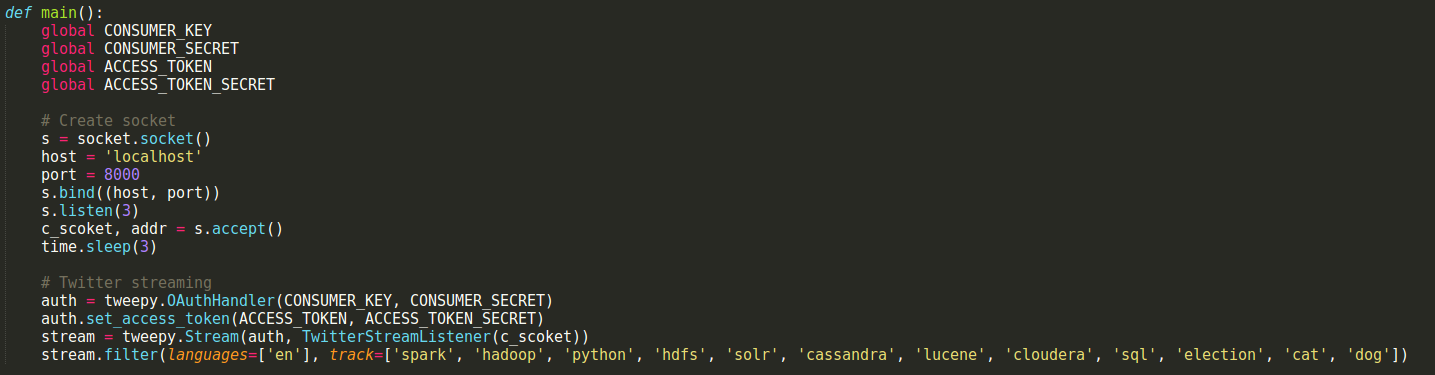 def main():
    global CONSUMER_KEY
    global CONSUMER_SECRET
    global ACCESS_TOKEN
    global ACCESS_TOKEN_SECRET

    # Create socket
    s = socket.socket()
    host = 'localhost'
    port = 8000
    s.bind((host, port))
    s.listen(3)
    c_scoket, addr = s.accept()
    time.sleep(3)

    # Twitter streaming
    auth = tweepy.OAuthHandler(CONSUMER_KEY, CONSUMER_SECRET)
    auth.set_access_token(ACCESS_TOKEN, ACCESS_TOKEN_SECRET)
    stream = tweepy.Stream(auth, TwitterStreamListener(c_scoket))
    stream.filter(languages=['en'], track=['spark', 'hadoop', 'python', 'hdfs', 'solr', 'cassandra', 'lucene', 'cloudera', 'sql', 'election', 'cat', 'dog'])